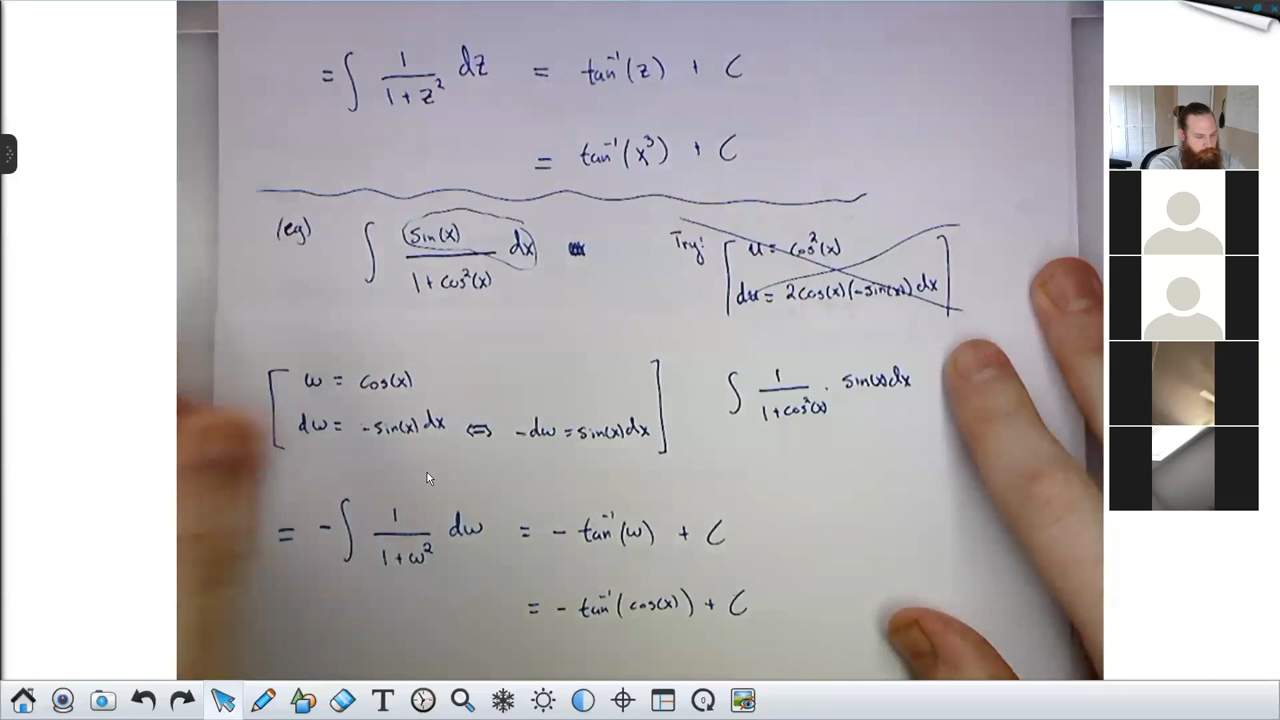 = ∫ 1/(1+z²) dz = tan⁻¹(z) + C
= tan⁻¹(x³) + C
(eg) ∫ sin(x)/(1+cos²(x)) dx
Try: [ u = cos²(x)
du = 2cos(x)(-sin(x))dx ]
[ w = cos(x)
dw = -sin(x)dx ⇔ -dw = sin(x)dx ]
∫ 1/(1+cos²(x)) · sin(x)dx
= -∫ 1/(1+w²) dw = - tan⁻¹(w) + C
= - tan⁻¹(cos(x)) + C
T